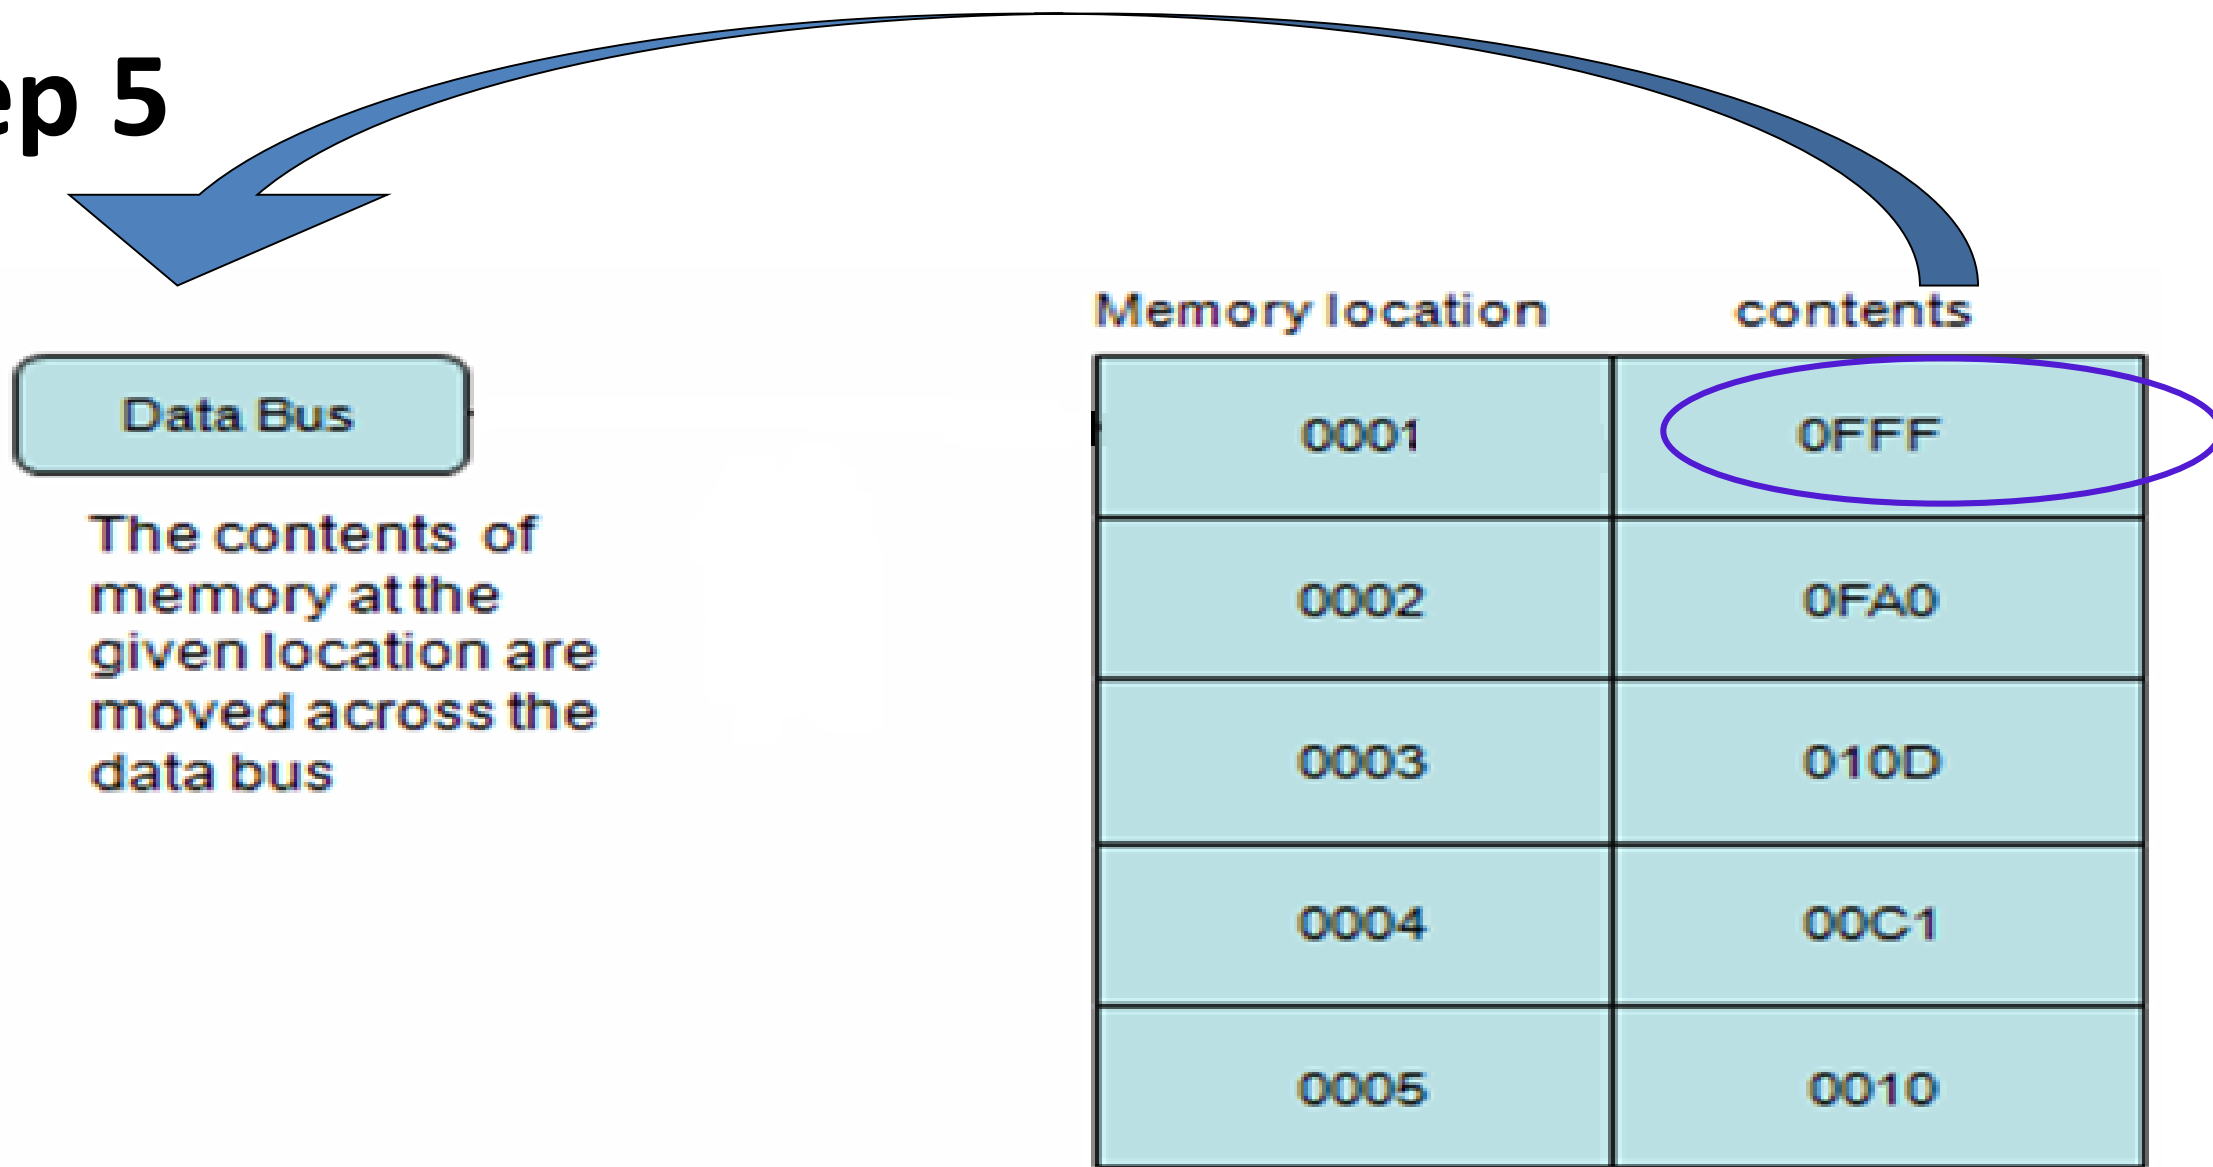 ep 5
Memory location contents
Data Bus
The contents of
memory at the
given location are
moved across the
data bus
0001 0FFF
0002 0FA0
0003 010D
0004 00C1
0005 0010